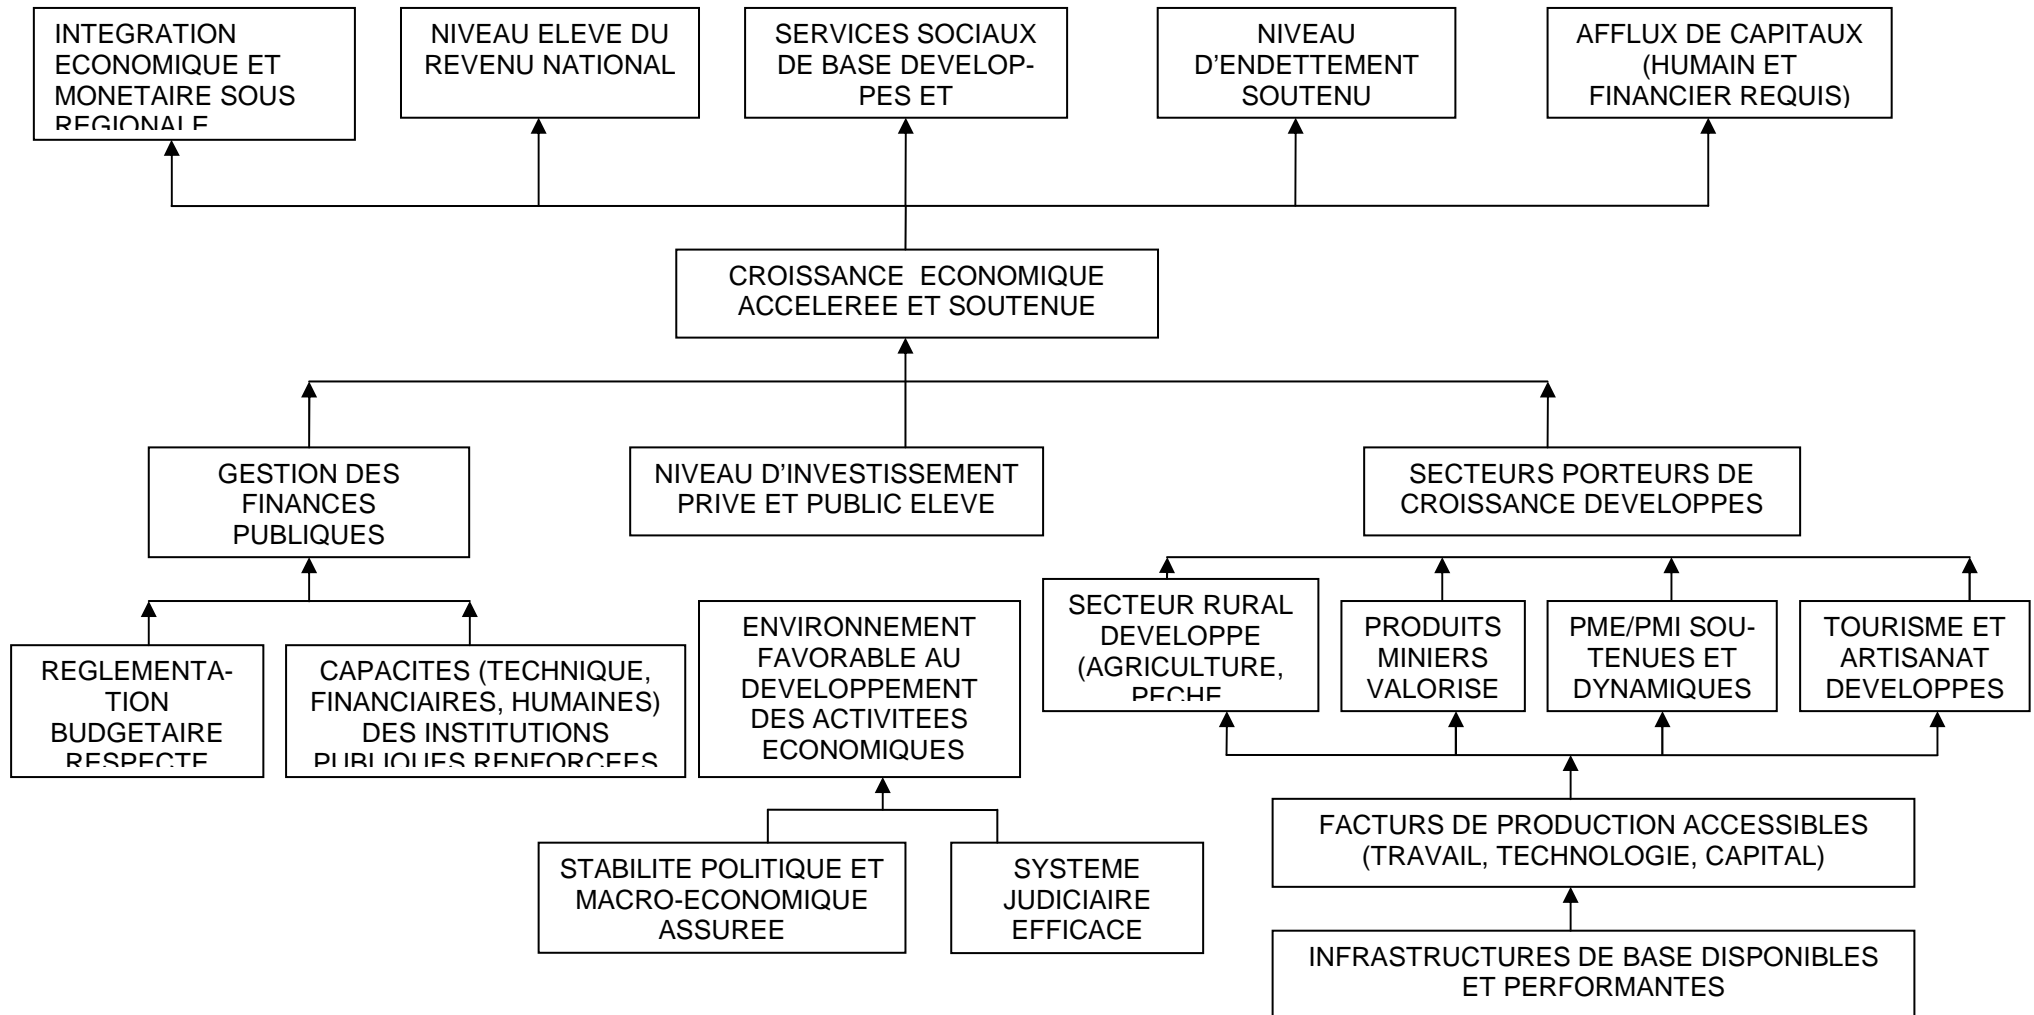 INTEGRATION
ECONOMIQUE ET
MONETAIRE SOUS
REGIONALE
NIVEAU ELEVE DU
REVENU NATIONAL
SERVICES SOCIAUX
DE BASE DEVELOP-
PES ET
NIVEAU
D’ENDETTEMENT
SOUTENU
AFFLUX DE CAPITAUX
(HUMAIN ET
FINANCIER REQUIS)
CROISSANCE ECONOMIQUE
ACCELEREE ET SOUTENUE
GESTION DES
FINANCES
PUBLIQUES
NIVEAU D’INVESTISSEMENT
PRIVE ET PUBLIC ELEVE
SECTEURS PORTEURS DE
CROISSANCE DEVELOPPES
REGLEMENTA-
TION
BUDGETAIRE
RESPECTE
CAPACITES (TECHNIQUE,
FINANCIAIRES, HUMAINES)
DES INSTITUTIONS
PUBLIQUES RENFORCEES
ENVIRONNEMENT
FAVORABLE AU
DEVELOPPEMENT
DES ACTIVITEES
ECONOMIQUES
SECTEUR RURAL
DEVELOPPE
(AGRICULTURE,
PECHE
PRODUITS
MINIERS
VALORISE
PME/PMI SOU-
TENUES ET
DYNAMIQUES
TOURISME ET
ARTISANAT
DEVELOPPES
STABILITE POLITIQUE ET
MACRO-ECONOMIQUE
ASSUREE
SYSTEME
JUDICIAIRE
EFFICACE
FACTURS DE PRODUCTION ACCESSIBLES
(TRAVAIL, TECHNOLOGIE, CAPITAL)
INFRASTRUCTURES DE BASE DISPONIBLES
ET PERFORMANTES